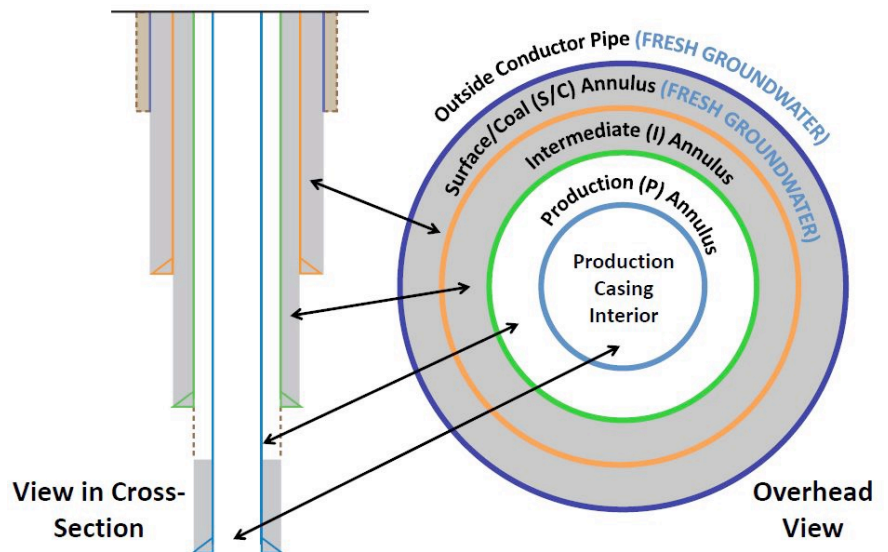 Outside Conductor Pipe (FRESH GROUNDWATER)
Surface/Coal (S/C) Annulus (FRESH GROUNDWATER)
Intermediate (I) Annulus
Production (P) Annulus
Production
Casing
Interior
View in Cross-
Section
Overhead
View